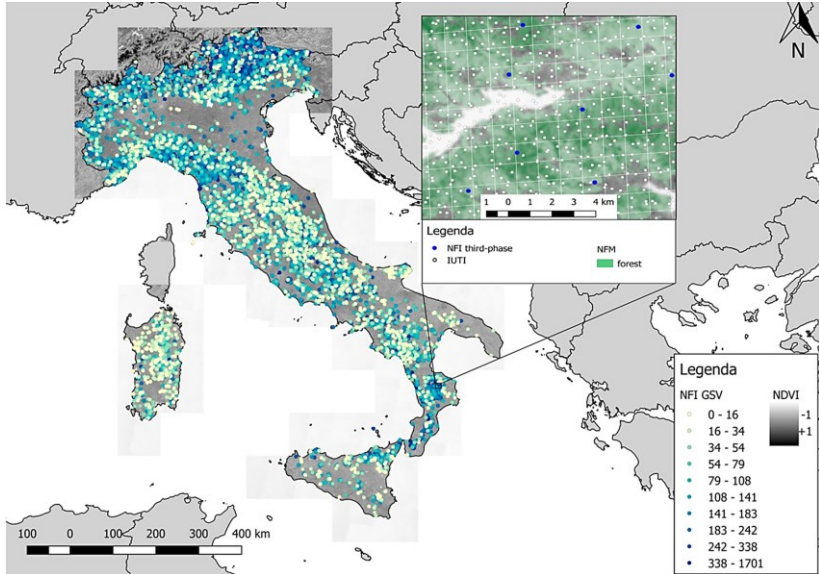 N
1 0 1 2 3 4 km
Legenda
NFI third-phase
NFM
IUTI
forest
Legenda
NFI GSV
NDVI
0 - 16
-1
16 - 34
+1
34 - 54
54 - 79
79 - 108
108 - 141
141 - 183
183 - 242
242 - 338
338 - 1701
100 0 100 200 300 400 km